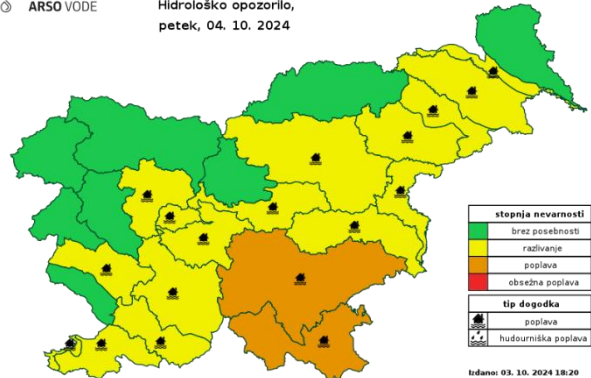 ARSO VODE
Hidrološko opozorilo,
petek, 04. 10. 2024
stopnja nevarnosti
brez posebnosti
razlivanje
poplava
obsežna poplava
tip dogodka
poplava
hudourniška poplava
Izdano: 03. 10. 2024 18:20